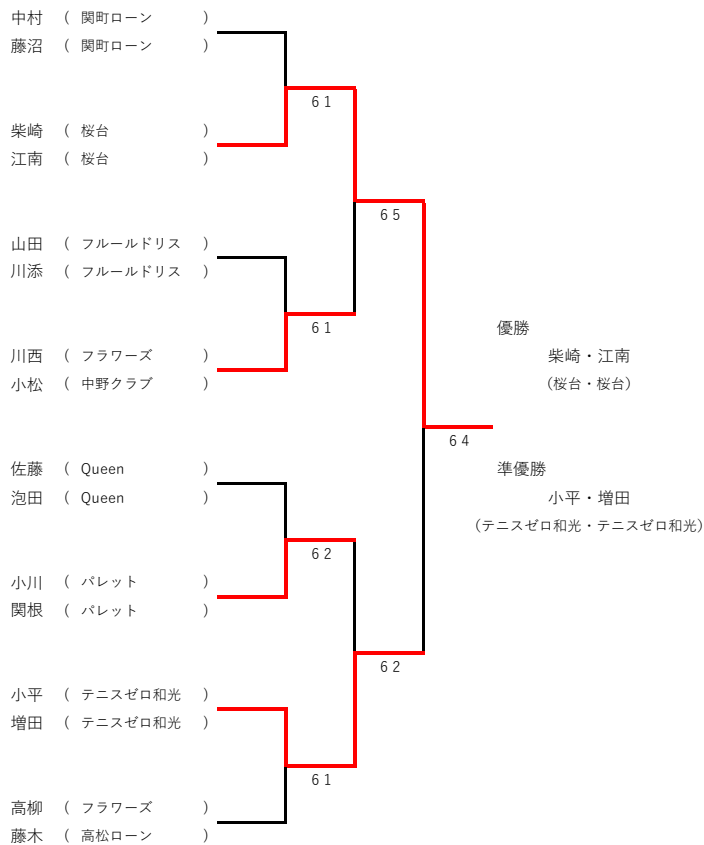 中村 ( 関町ローン )
藤沼 ( 関町ローン )
6 1
柴崎 ( 桜台 )
江南 ( 桜台 )
6 5
山田 ( フルールドリス )
川添 ( フルールドリス )
6 1
川西 ( フラワーズ )
小松 ( 中野クラブ )
優勝
柴崎・江南
（桜台・桜台）
6 4
佐藤 ( Queen )
泡田 ( Queen )
準優勝
小平・増田
（テニスゼロ和光・テニスゼロ和光）
6 2
小川 ( パレット )
関根 ( パレット )
6 2
小平 ( テニスゼロ和光 )
増田 ( テニスゼロ和光 )
6 1
高柳 ( フラワーズ )
藤木 ( 高松ローン )